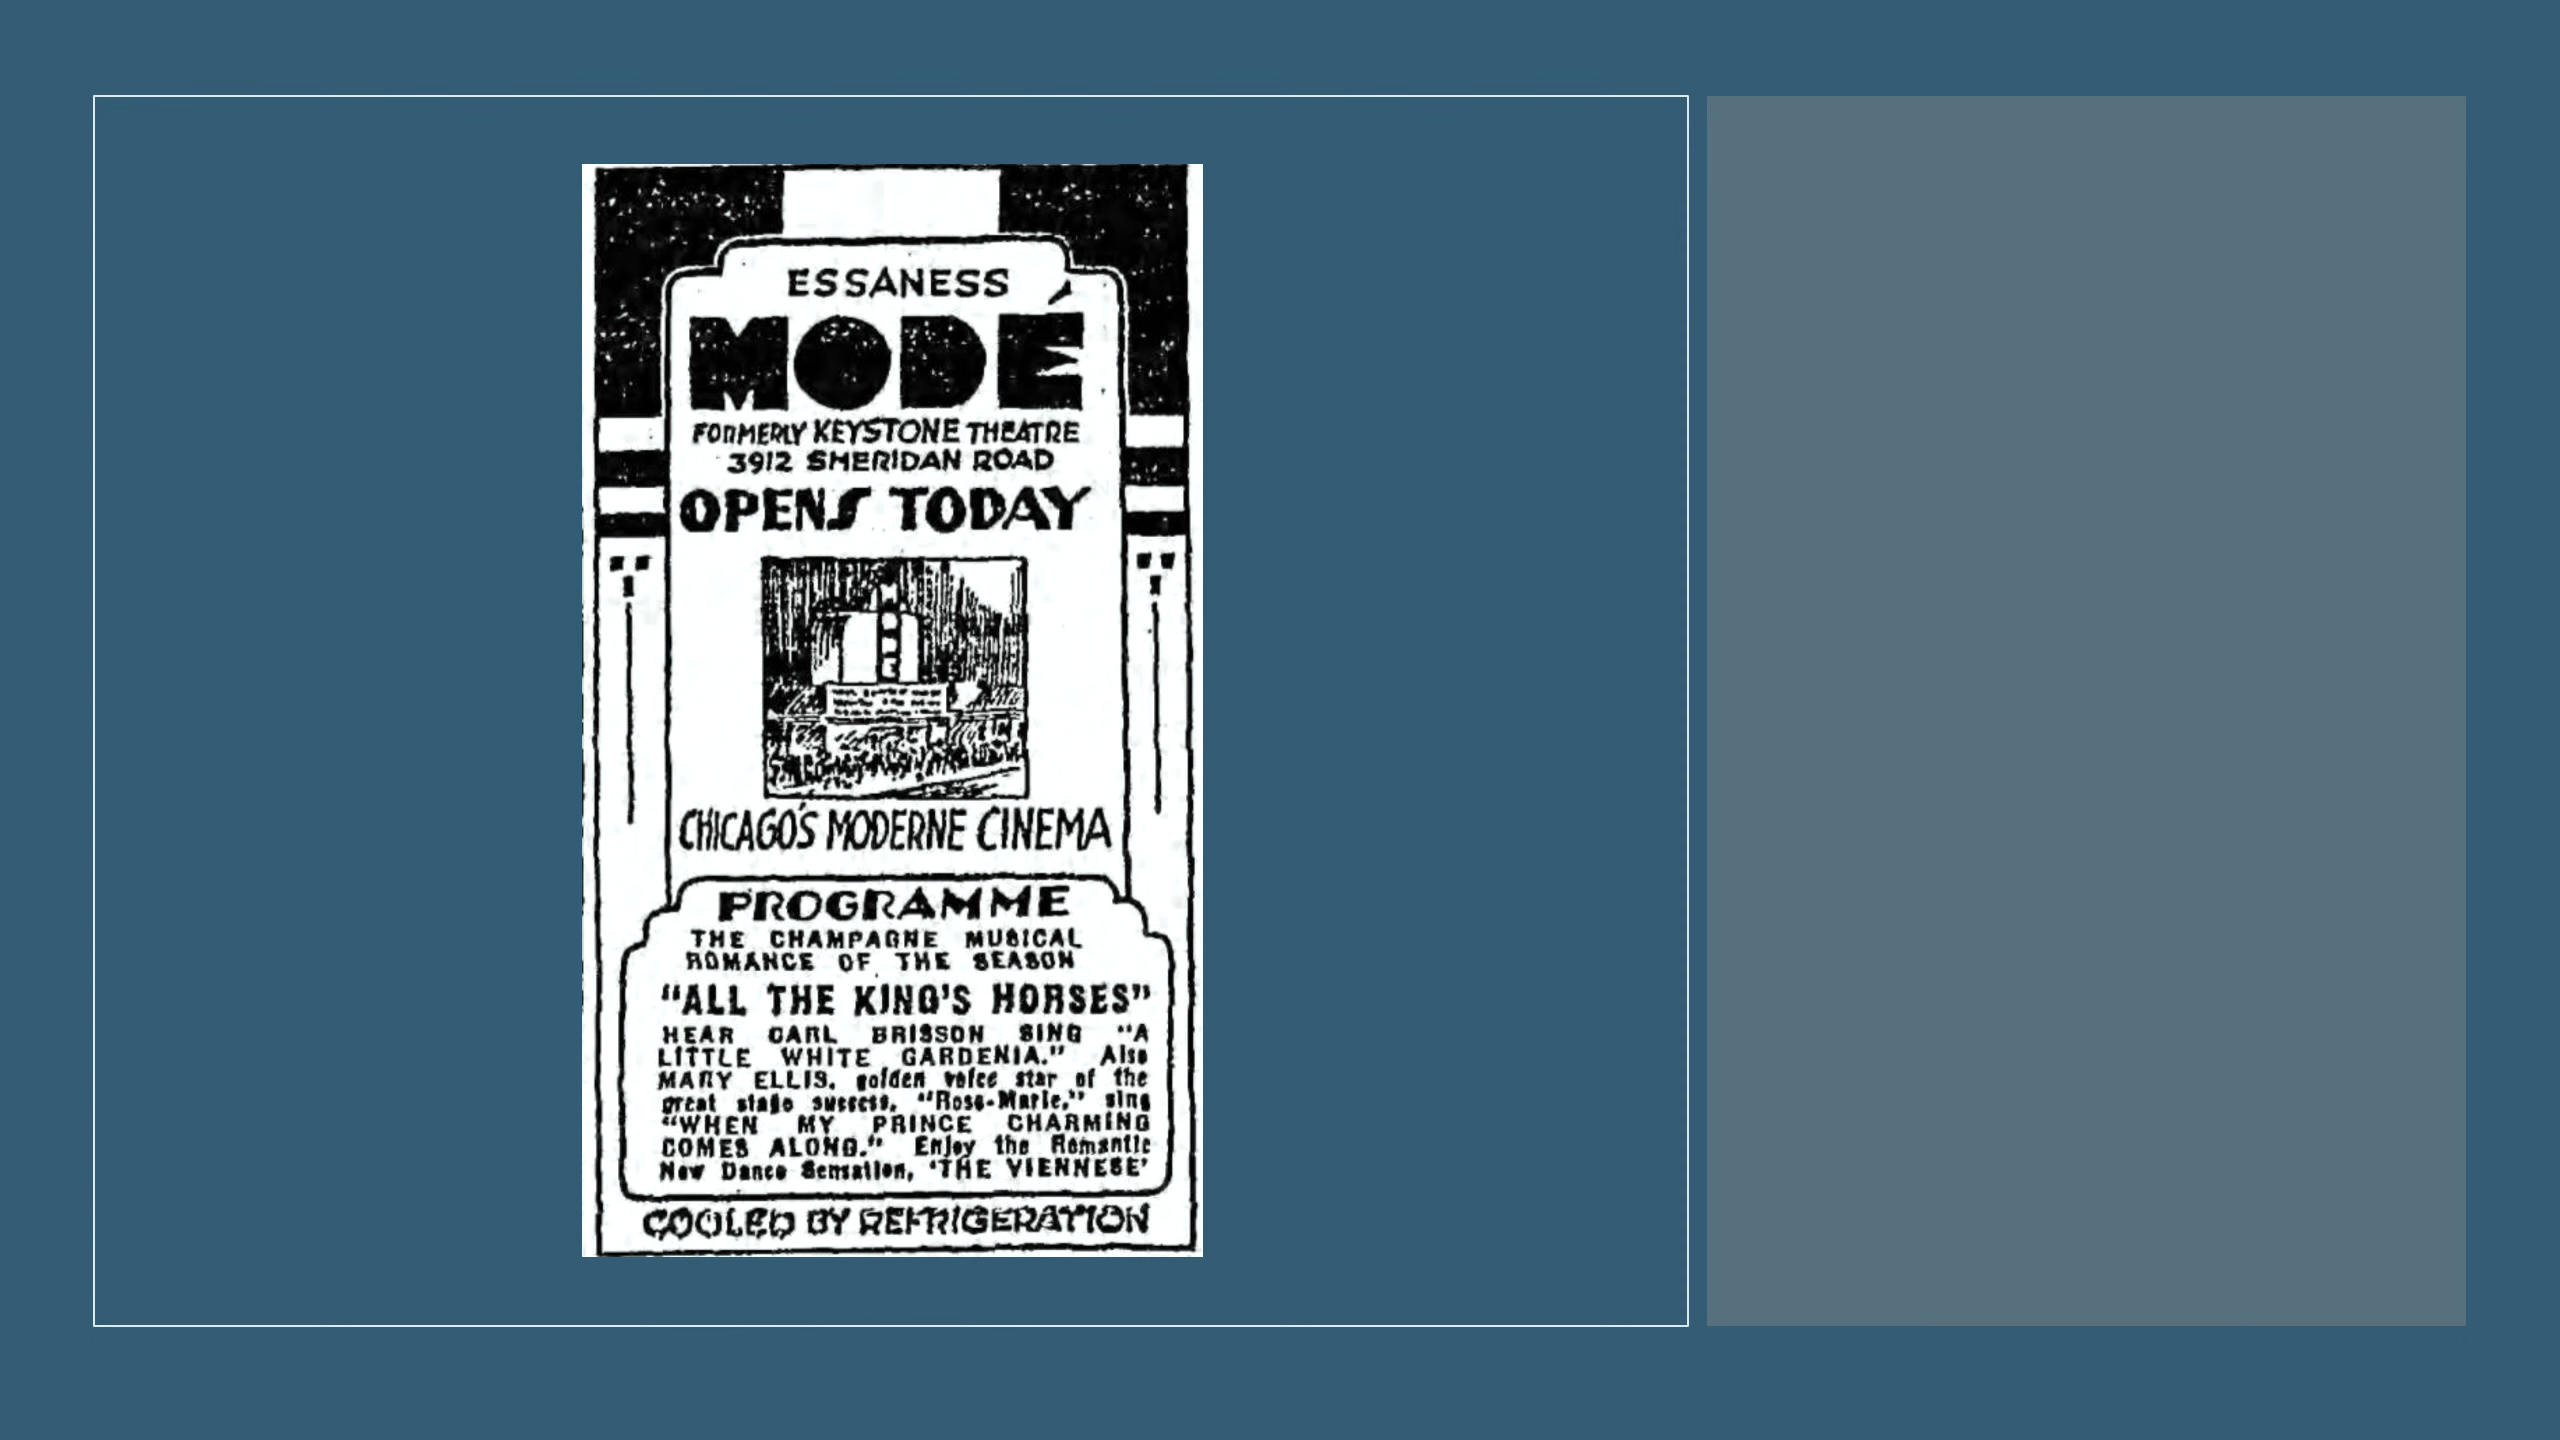 ESSANESS
MODÉ
FORMERLY KEYSTONE THEATRE
3912 SHERIDAN ROAD
OPENS TODAY
MODE
CHICAGO'S MODERNE CINEMA
PROGRAMME
THE CHAMPAGNE MUSICAL
ROMANCE OF THE SEASON
"ALL THE KING'S HORSES"
HEAR CARL BRISSON SING "A
LITTLE WHITE GARDENIA." Also
MARY ELLIS, golden voice star of the
great stage success, "Rose-Marie," sing
"WHEN MY PRINCE CHARMING
COMES ALONG." Enjoy the Romantic
New Dance Sensation, 'THE VIENNESE'
COOLED BY REFRIGERATION